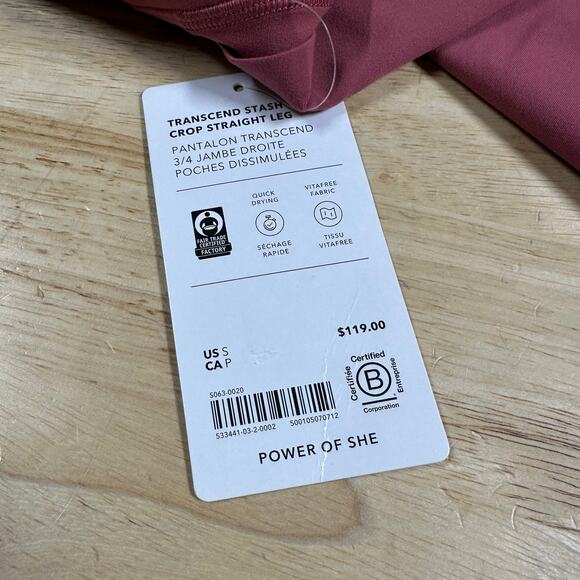 TRANSCEND STASH
CROP STRAIGHT LEG
PANTALON TRANSCEND
3/4 JAMBE DROITE
POCHES DISSIMULÉES
QUICK
DRYING
VITAFREE
FABRIC
FAIR TRADE
CERTIFIED
FACTORY
SÉCHAGE
RAPIDE
TISSU
VITAFREE
$119.00
US S
CA P
S063-0020
533441-03-2-0002 500105070712
Certified
Certifiée
B
Entreprise
Corporation
POWER OF SHE